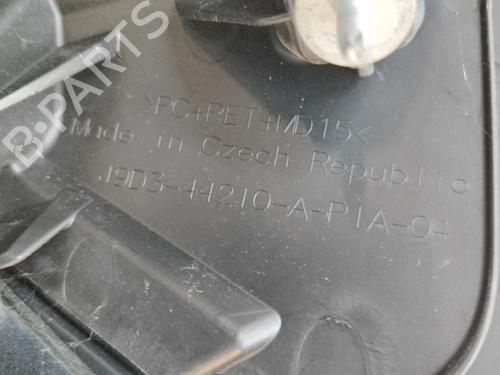 B·PARTS
>PC+PET+MD15<
Made in Czech Republic
J9D3-44210-A-PIA-04